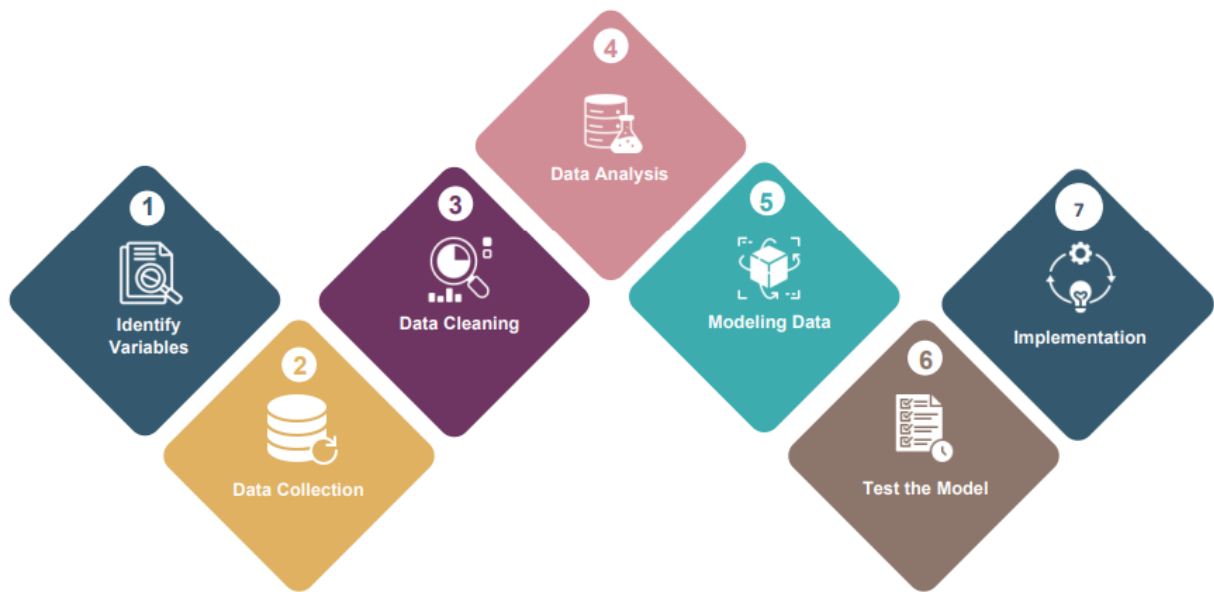 1
Identify
Variables
2
Data Collection
3
Data Cleaning
4
Data Analysis
5
Modeling Data
6
Test the Model
7
Implementation